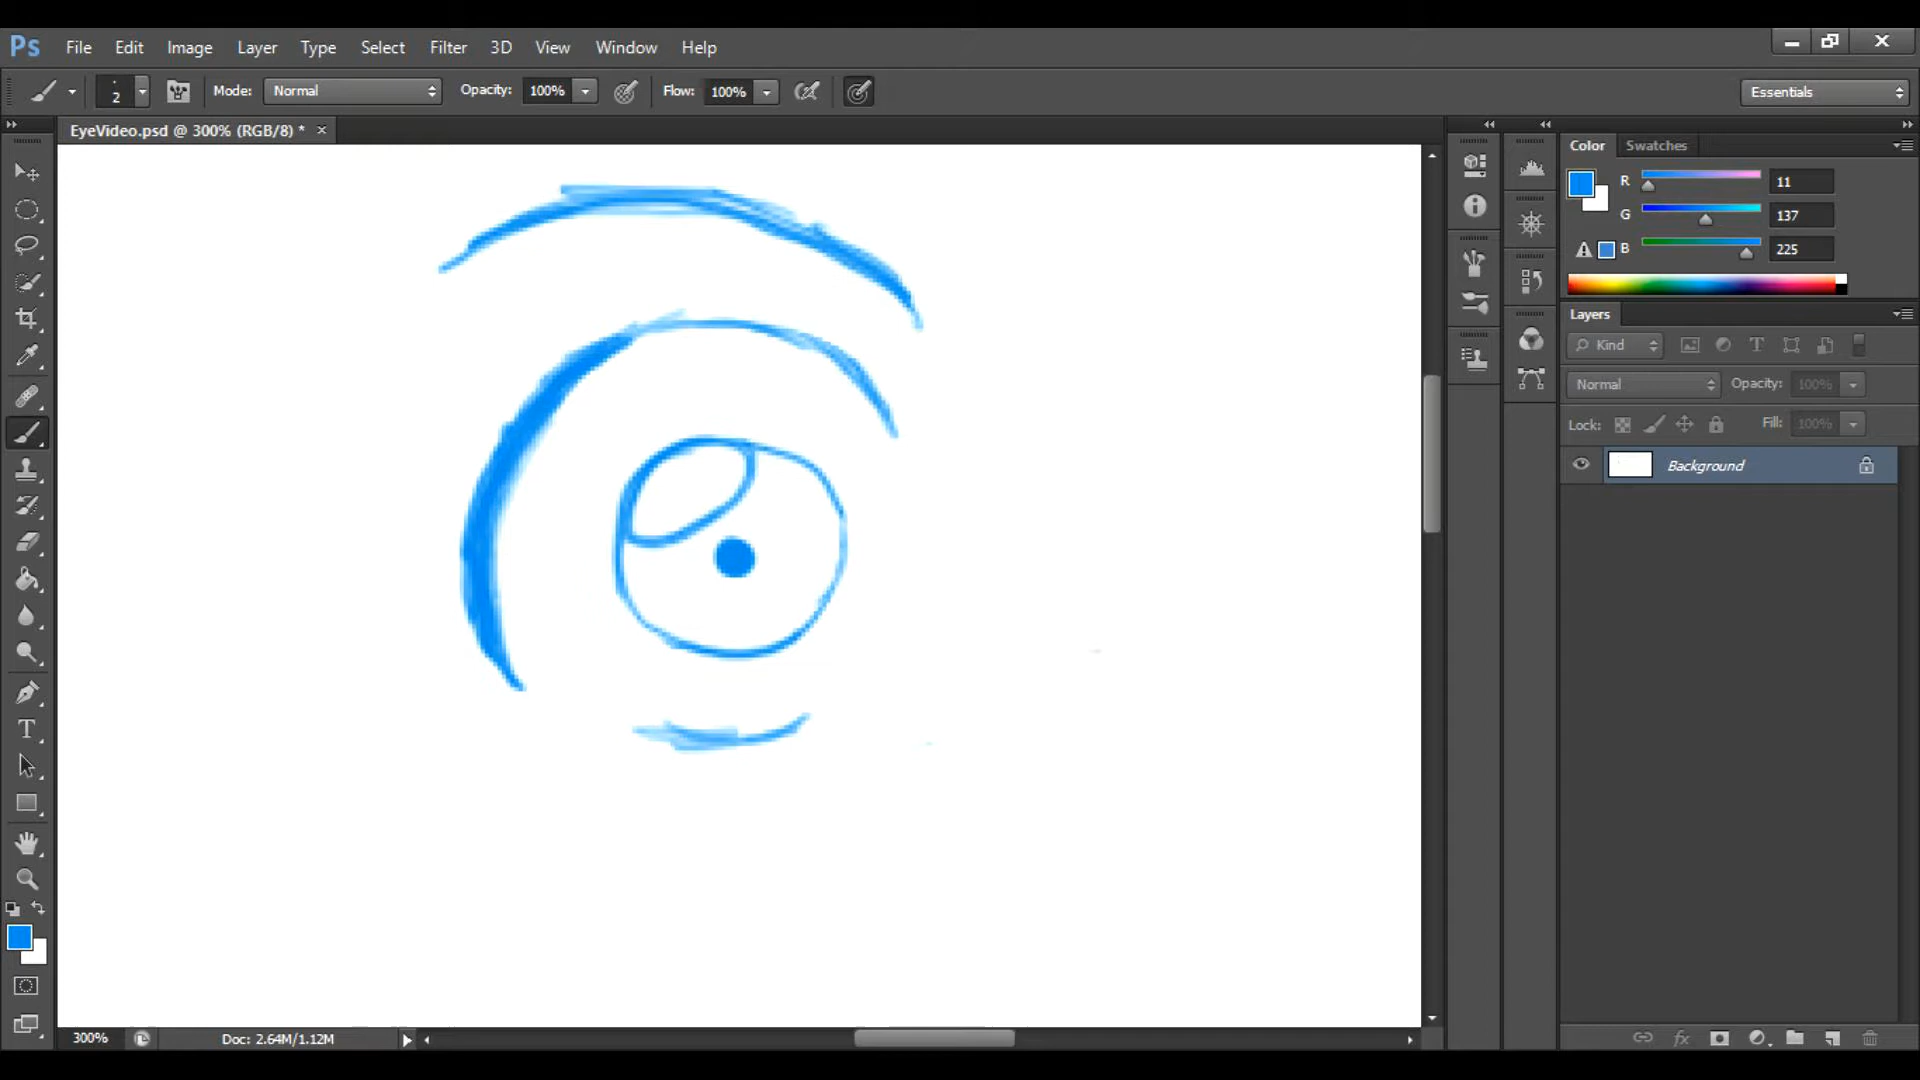 Ps File Edit Image Layer Type Select Filter 3D View Window Help
2 Mode: Normal Opacity: 100% Flow: 100% Essentials
EyeVideo.psd @ 300% (RGB/8) * ×
Color Swatches
R 11
G 137
B 225
Layers
Kind
Normal Opacity: 100%
Lock: Fill: 100%
Background
300% Doc: 2.64M/1.12M